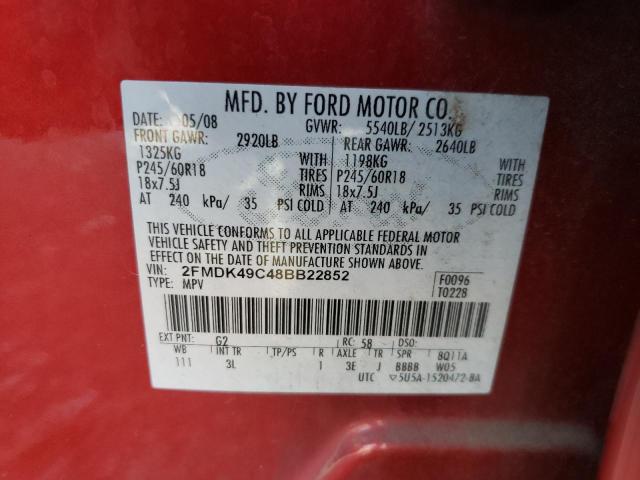 MFD. BY FORD MOTOR CO.
DATE: 05/08 GVWR: 5540LB/ 2513KG
FRONT GAWR: 2920LB REAR GAWR: 2640LB
1325KG 1198KG
P245/60R18 TIRES P245/60R18 TIRES
18x7.5J RIMS 18x7.5J RIMS
AT 240 kPa/ 35 PSI COLD AT 240 kPa/ 35 PSI COLD
THIS VEHICLE CONFORMS TO ALL APPLICABLE FEDERAL MOTOR
VEHICLE SAFETY AND THEFT PREVENTION STANDARDS IN
EFFECT ON THE DATE OF MANUFACTURE SHOWN ABOVE.
VIN: 2FMDK49C48BB22852 F0096
TYPE: MPV T0228
EXT PNT: G2 RC: 58 DSO:
WB INT TR TP/PS R AXLE TR SPR 8Q11A
111 3L 1 3E J BBBB W05
UTC ▽5U5A-1520472-BA